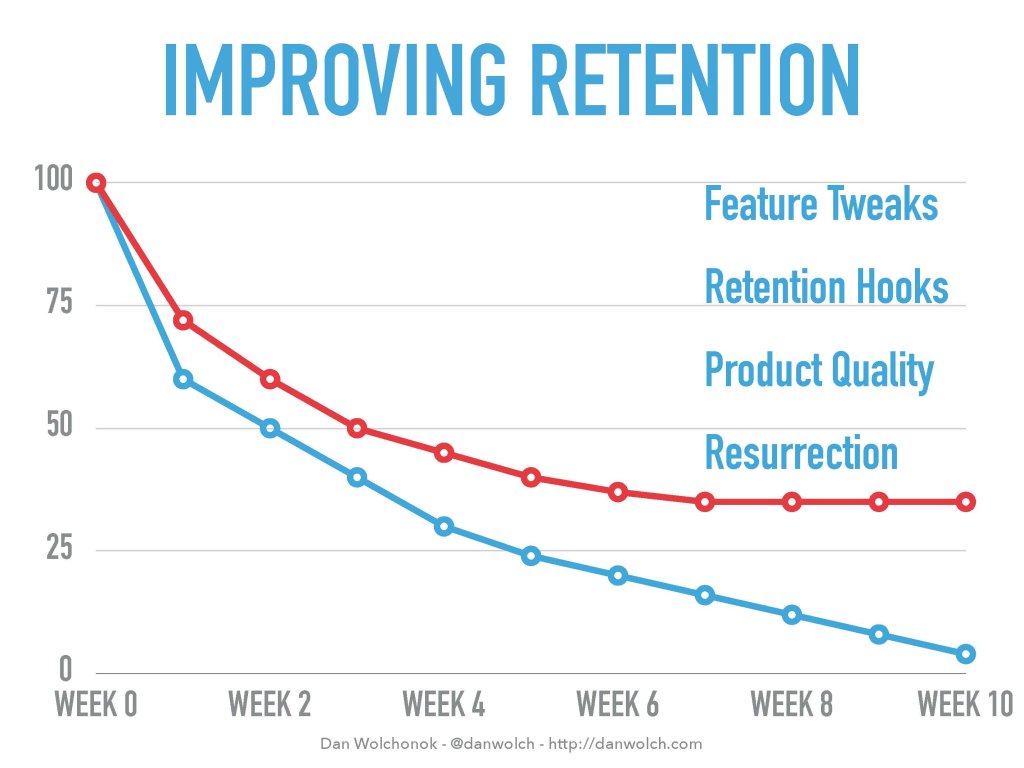 IMPROVING RETENTION
100
Feature Tweaks
75
Retention Hooks
Product Quality
50
Resurrection
25
0
WEEK 0 WEEK 2 WEEK 4 WEEK 6 WEEK 8 WEEK 10
Dan Wolchonok - @danwolch - http://danwolch.com